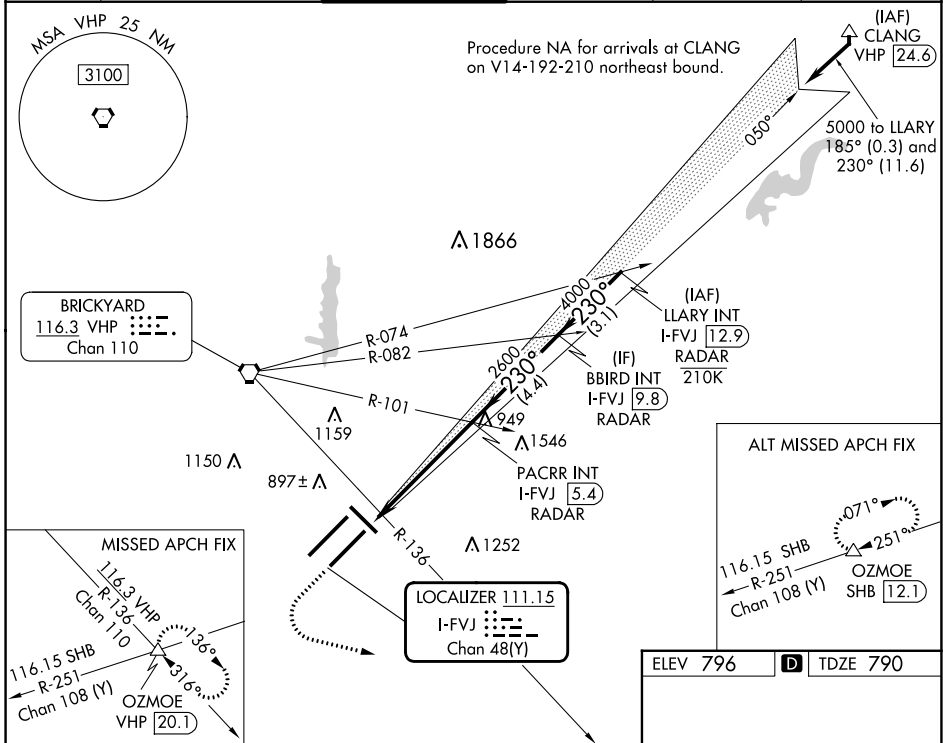 MSA VHP 25 NM
3100
Procedure NA for arrivals at CLANG
on V14-192-210 northeast bound.
(IAF)
CLANG
VHP 24.6
5000 to LLARY
185° (0.3) and
230° (11.6)
050°
1866
BRICKYARD
116.3 VHP
Chan 110
R-074
R-082
R-101
4000
230°
(3.1)
(IAF)
LLARY INT
I-FVJ 12.9
RADAR
210K
2600
230°
(4.4)
(IF)
BBIRD INT
I-FVJ 9.8
RADAR
1159
949
1546
1150
897±
PACRR INT
I-FVJ 5.4
RADAR
R-136
1252
LOCALIZER 111.15
I-FVJ
Chan 48(Y)
MISSED APCH FIX
116.3 VHP
R-136
Chan 110
116.15 SHB
R-251
Chan 108 (Y)
136°
316°
OZMOE
VHP 20.1
ALT MISSED APCH FIX
071°
251°
116.15 SHB
R-251
Chan 108 (Y)
OZMOE
SHB 12.1
ELEV 796 D TDZE 790